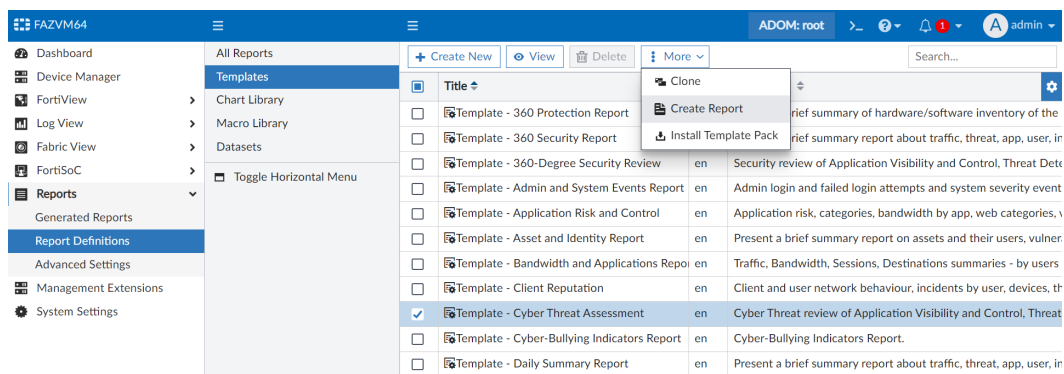 FAZVM64
ADOM: root
>_
1
A admin
Dashboard
Device Manager
FortiView
Log View
Fabric View
FortiSoC
Reports
Generated Reports
Report Definitions
Advanced Settings
Management Extensions
System Settings
All Reports
Templates
Chart Library
Macro Library
Datasets
Toggle Horizontal Menu
Create New View Delete More Search...
Clone
Create Report
Install Template Pack
Title
Template - 360 Protection Report rief summary of hardware/software inventory of the
Template - 360 Security Report rief summary report about traffic, threat, app, user, in
Template - 360-Degree Security Review en Security review of Application Visibility and Control, Threat Dete
Template - Admin and System Events Report en Admin login and failed login attempts and system severity event
Template - Application Risk and Control en Application risk, categories, bandwidth by app, web categories, v
Template - Asset and Identity Report en Present a brief summary report on assets and their users, vulnera
Template - Bandwidth and Applications Repo en Traffic, Bandwidth, Sessions, Destinations summaries - by users
Template - Client Reputation en Client and user network behaviour, incidents by user, devices, th
Template - Cyber Threat Assessment en Cyber Threat review of Application Visibility and Control, Threat
Template - Cyber-Bullying Indicators Report en Cyber-Bullying Indicators Report.
Template - Daily Summary Report en Present a brief summary report about traffic, threat, app, user, in